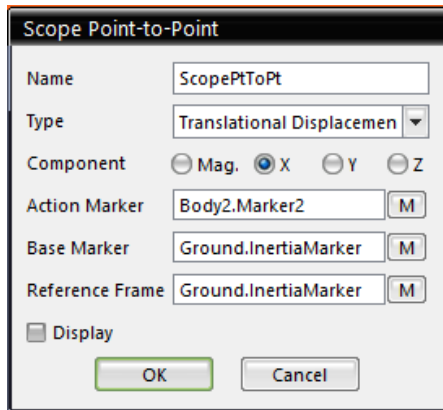 Scope Point-to-Point
Name ScopePtToPt
Type Translational Displacemen
Component Mag. X Y Z
Action Marker Body2.Marker2 M
Base Marker Ground.InertiaMarker M
Reference Frame Ground.InertiaMarker M
Display
OK Cancel